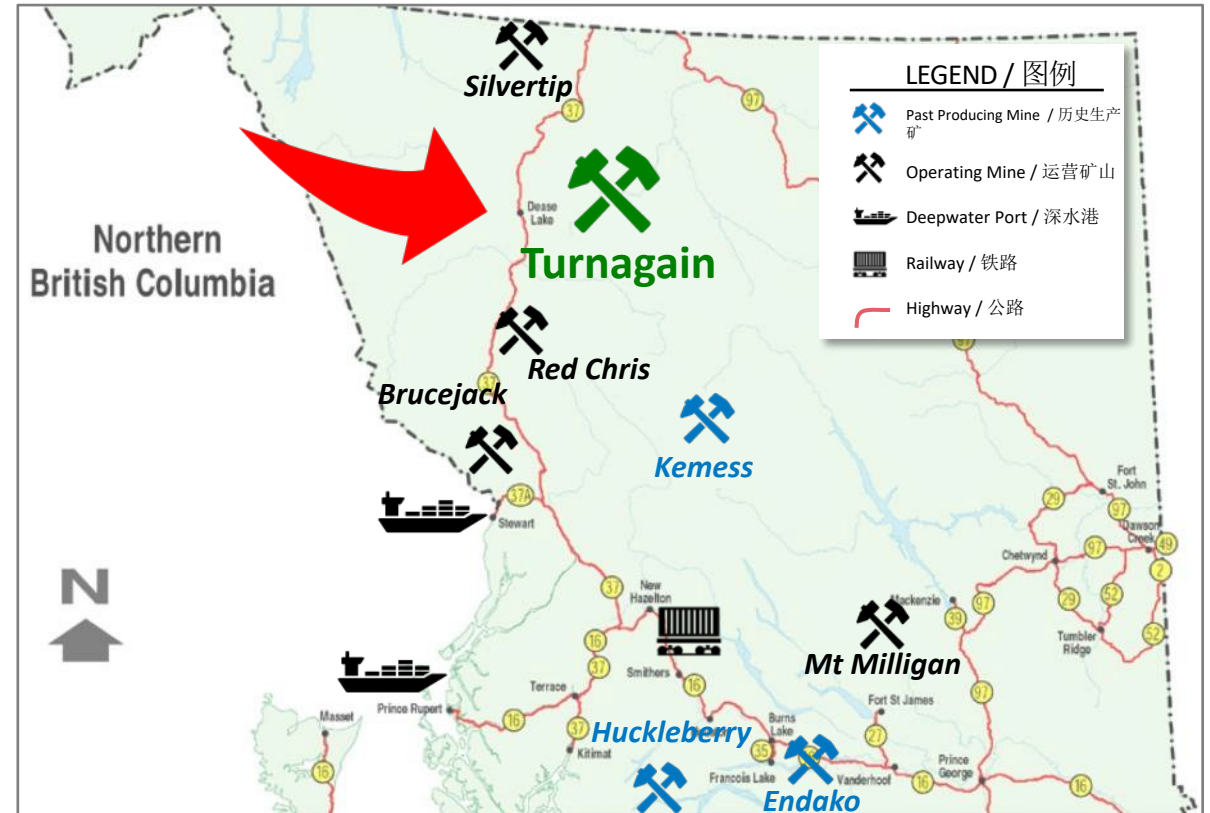 Silvertip
37
97
LEGEND / 图例
Past Producing Mine / 历史生产
矿
Operating Mine / 运营矿山
Deepwater Port / 深水港
Railway / 铁路
Highway / 公路
Northern
British Columbia
Dease
Lake
Turnagain
97
Red Chris
37
Brucejack
Kemess
37A
Stewart
Fort
St. John
29
97
Dawson
Creek
49
Chetwynd
97
2
N
37
New
Hazelton
Mackenzie
39
97
29
52
Tumbler
Ridge
52
16
37
Smithers
Mt Milligan
Terrace
16
97
Masset
Prince Rupert
16
Fort St James
37
Kitimat
Huckleberry
Burns
Lake
35
27
16
Francois Lake
Vanderhoof
Prince
George
16
16
Endako